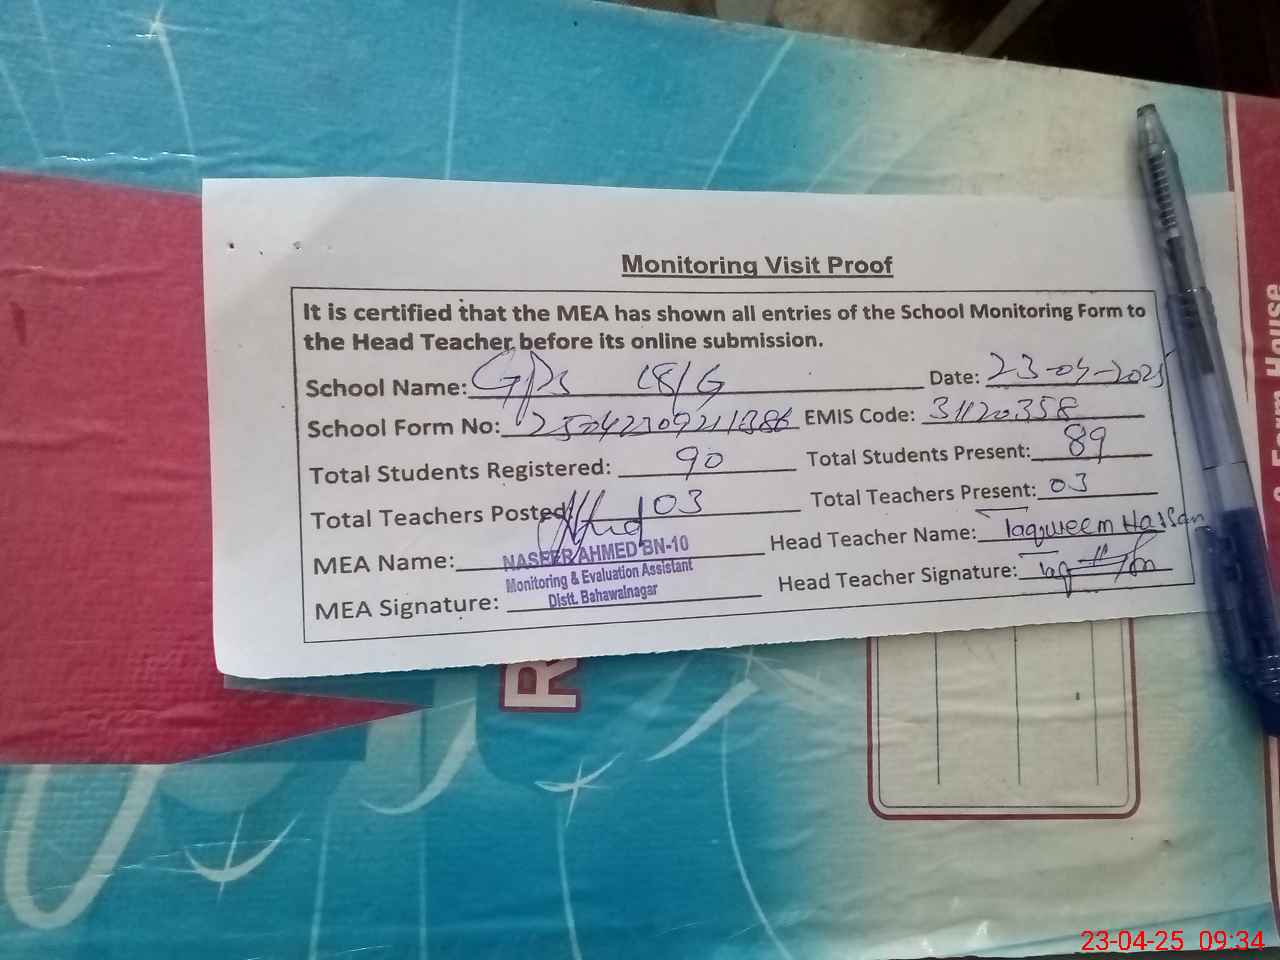 Monitoring Visit Proof
It is certified that the MEA has shown all entries of the School Monitoring Form to
the Head Teacher before its online submission.
School Name: GPS 18/G Date: 23-04-2025
School Form No: 25042309211386 EMIS Code: 31120358
Total Students Registered: 90 Total Students Present: 89
Total Teachers Posted: 03 Total Teachers Present: 03
MEA Name: NASEER AHMED BN-10 Head Teacher Name: Taqweem Hassan
Monitoring & Evaluation Assistant
MEA Signature: Distt. Bahawalnagar Head Teacher Signature:
R
& Form House
23-04-25 09:34